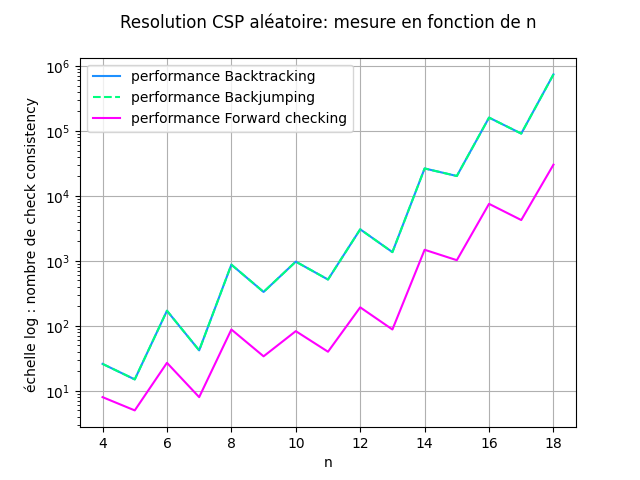 Resolution CSP aléatoire: mesure en fonction de n
performance Backtracking
performance Backjumping
performance Forward checking
échelle log : nombre de check consistency
10^6
10^5
10^4
10^3
10^2
10^1
4 6 8 10 12 14 16 18
n